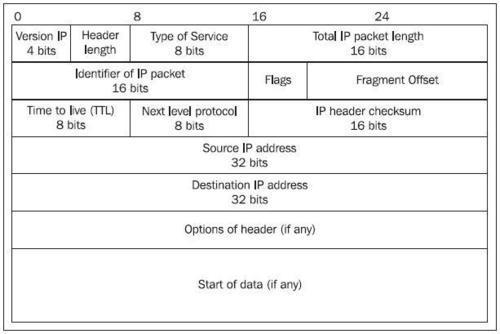 0 8 16 24
Version IP Header Type of Service Total IP packet length
4 bits length 8 bits 16 bits
Identifier of IP packet Flags Fragment Offset
16 bits
Time to live (TTL) Next level protocol IP header checksum
8 bits 8 bits 16 bits
Source IP address
32 bits
Destination IP address
32 bits
Options of header (if any)
Start of data (if any)